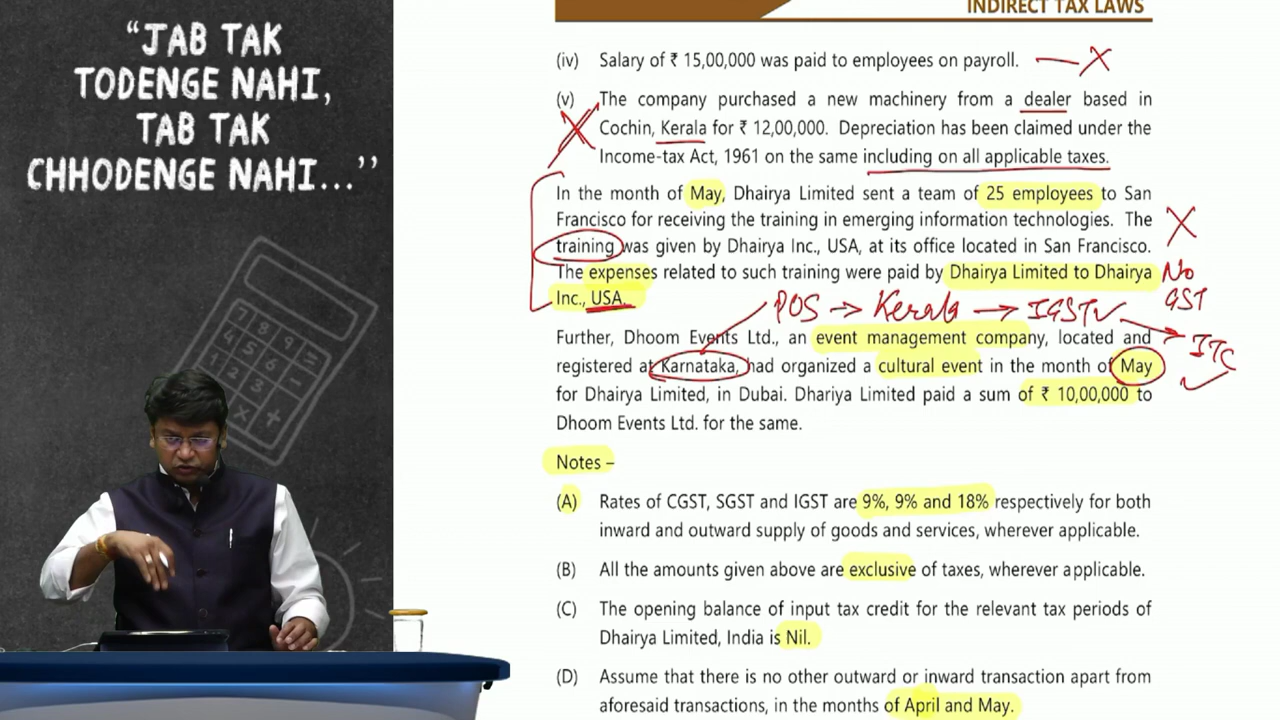 “JAB TAK
TODENGE NAHI,
TAB TAK
CHHODENGE NAHI...’’
7 8 9 ÷
4 5 6 -
1 2 3
× +
INDIRECT TAX LAWS
(iv) Salary of ₹ 15,00,000 was paid to employees on payroll. — X
(v) The company purchased a new machinery from a dealer based in
Cochin, Kerala for ₹ 12,00,000. Depreciation has been claimed under the
X
Income-tax Act, 1961 on the same including on all applicable taxes.
In the month of May, Dhairya Limited sent a team of 25 employees to San
Francisco for receiving the training in emerging information technologies. The
X
training was given by Dhairya Inc., USA, at its office located in San Francisco.
The expenses related to such training were paid by Dhairya Limited to Dhairya
No
Inc., USA.
GST
POS → Kerala → IGST ✓
Further, Dhoom Events Ltd., an event management company, located and
ITC
registered at Karnataka, had organized a cultural event in the month of May
✓
for Dhairya Limited, in Dubai. Dhariya Limited paid a sum of ₹ 10,00,000 to
Dhoom Events Ltd. for the same.
Notes –
(A) Rates of CGST, SGST and IGST are 9%, 9% and 18% respectively for both
inward and outward supply of goods and services, wherever applicable.
(B) All the amounts given above are exclusive of taxes, wherever applicable.
(C) The opening balance of input tax credit for the relevant tax periods of
Dhairya Limited, India is Nil.
(D) Assume that there is no other outward or inward transaction apart from
aforesaid transactions, in the months of April and May.